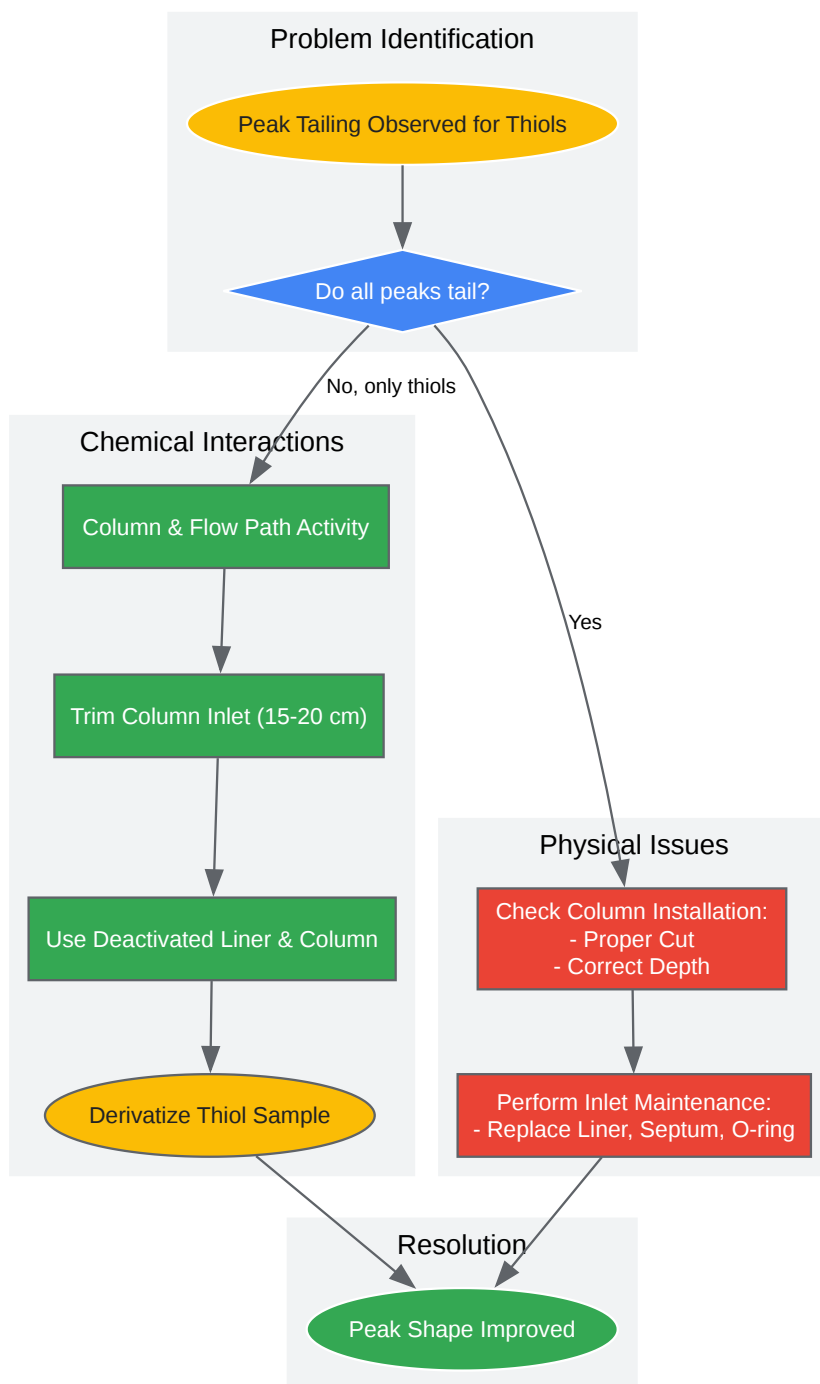 Problem Identification
Peak Tailing Observed for Thiols
Do all peaks tail?
No, only thiols
Chemical Interactions
Column & Flow Path Activity
Yes
Trim Column Inlet (15-20 cm)
Physical Issues
Check Column Installation:
- Proper Cut
- Correct Depth
Use Deactivated Liner & Column
Perform Inlet Maintenance:
- Replace Liner, Septum, O-ring
Derivatize Thiol Sample
Resolution
Peak Shape Improved